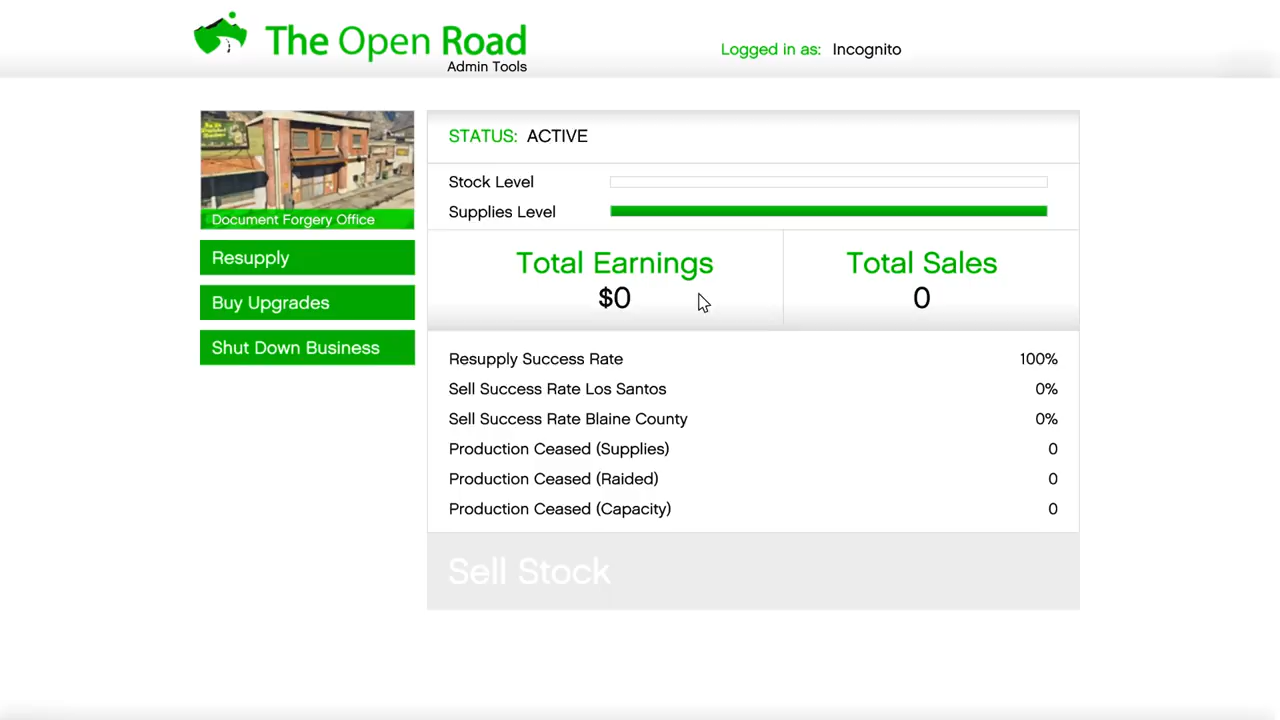 The Open Road
Admin Tools
Logged in as: Incognito
Document Forgery Office
Resupply
Buy Upgrades
Shut Down Business
STATUS: ACTIVE
Stock Level
Supplies Level
Total Earnings
$0
Total Sales
0
Resupply Success Rate 100%
Sell Success Rate Los Santos 0%
Sell Success Rate Blaine County 0%
Production Ceased (Supplies) 0
Production Ceased (Raided) 0
Production Ceased (Capacity) 0
Sell Stock